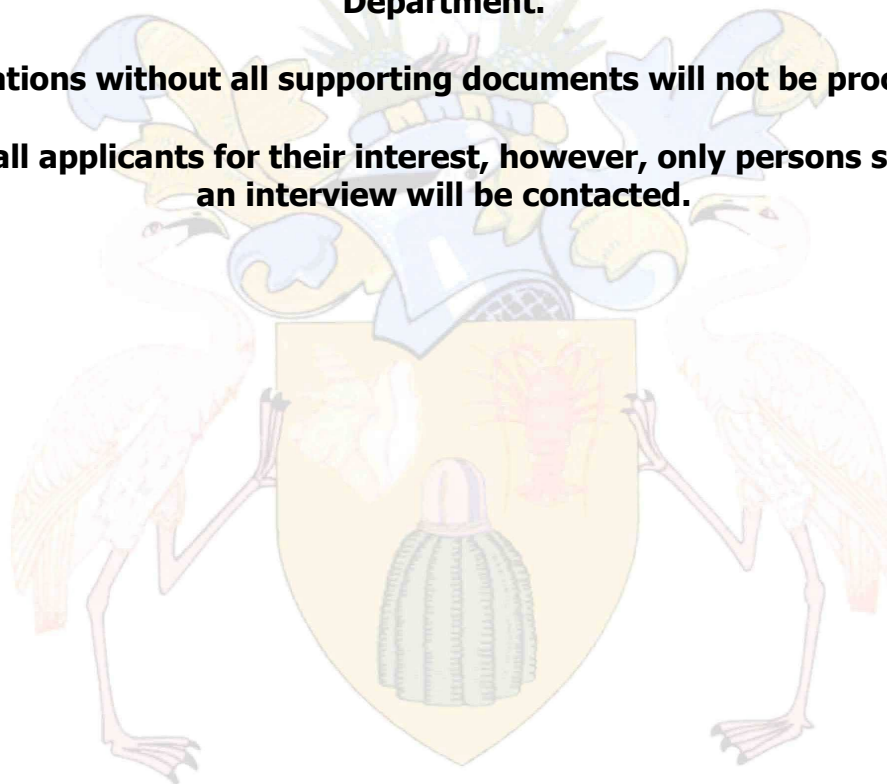 Department.
ations without all supporting documents will not be proc
all applicants for their interest, however, only persons s
an interview will be contacted.